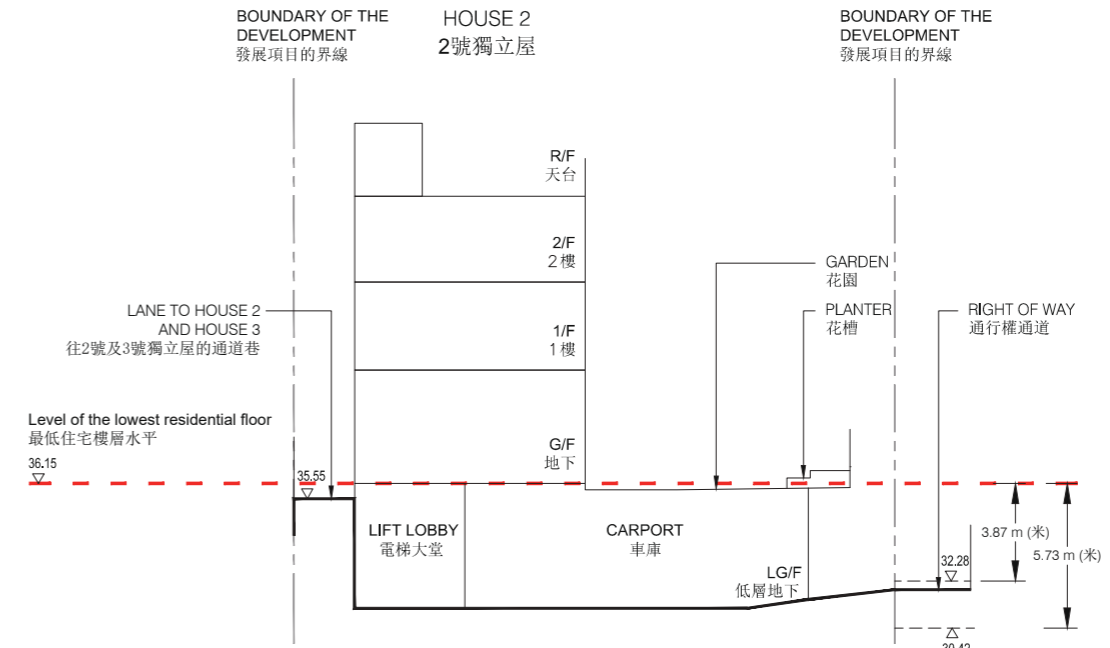 BOUNDARY OF THE
DEVELOPMENT
發展項目的界線
HOUSE 2
2號獨立屋
BOUNDARY OF THE
DEVELOPMENT
發展項目的界線
R/F
天台
2/F
2樓
GARDEN
花園
LANE TO HOUSE 2
AND HOUSE 3
往2號及3號獨立屋的通道巷
1/F
1樓
PLANTER
花槽
RIGHT OF WAY
通行權通道
Level of the lowest residential floor
最低住宅樓層水平
36.15
G/F
地下
35.55
LIFT LOBBY
電梯大堂
CARPORT
車庫
3.87 m (米)
5.73 m (米)
32.28
LG/F
低層地下
30.42